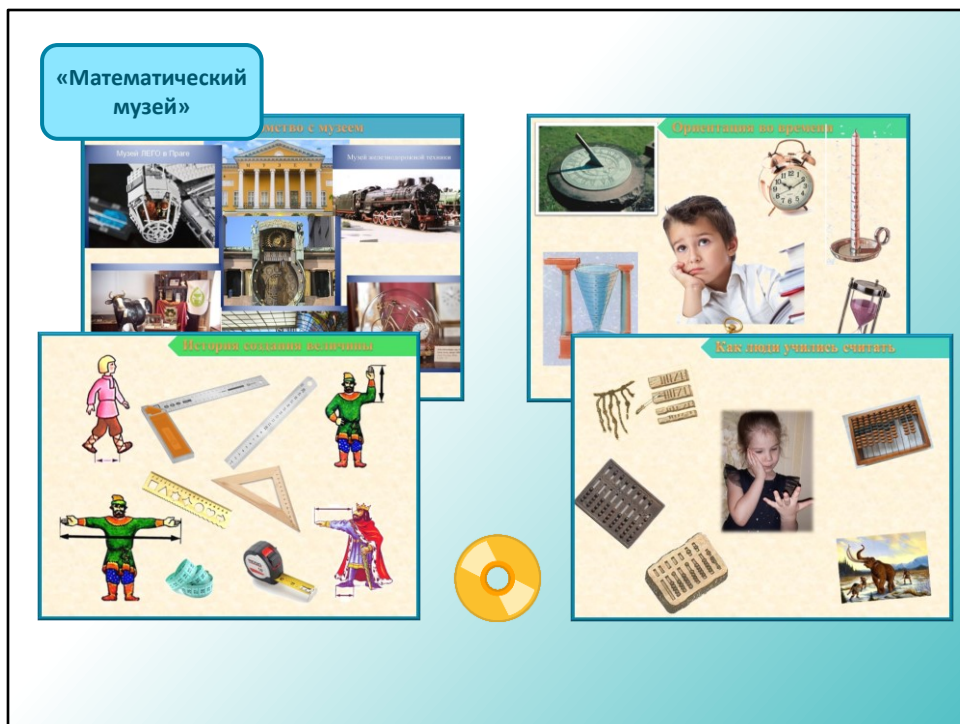 «Математический
музей»
с музеем
Музей ЛЕГО в Праге
Музей железнодорожной техники
Ориентация во времени
История создания величины
Как люди учились считать